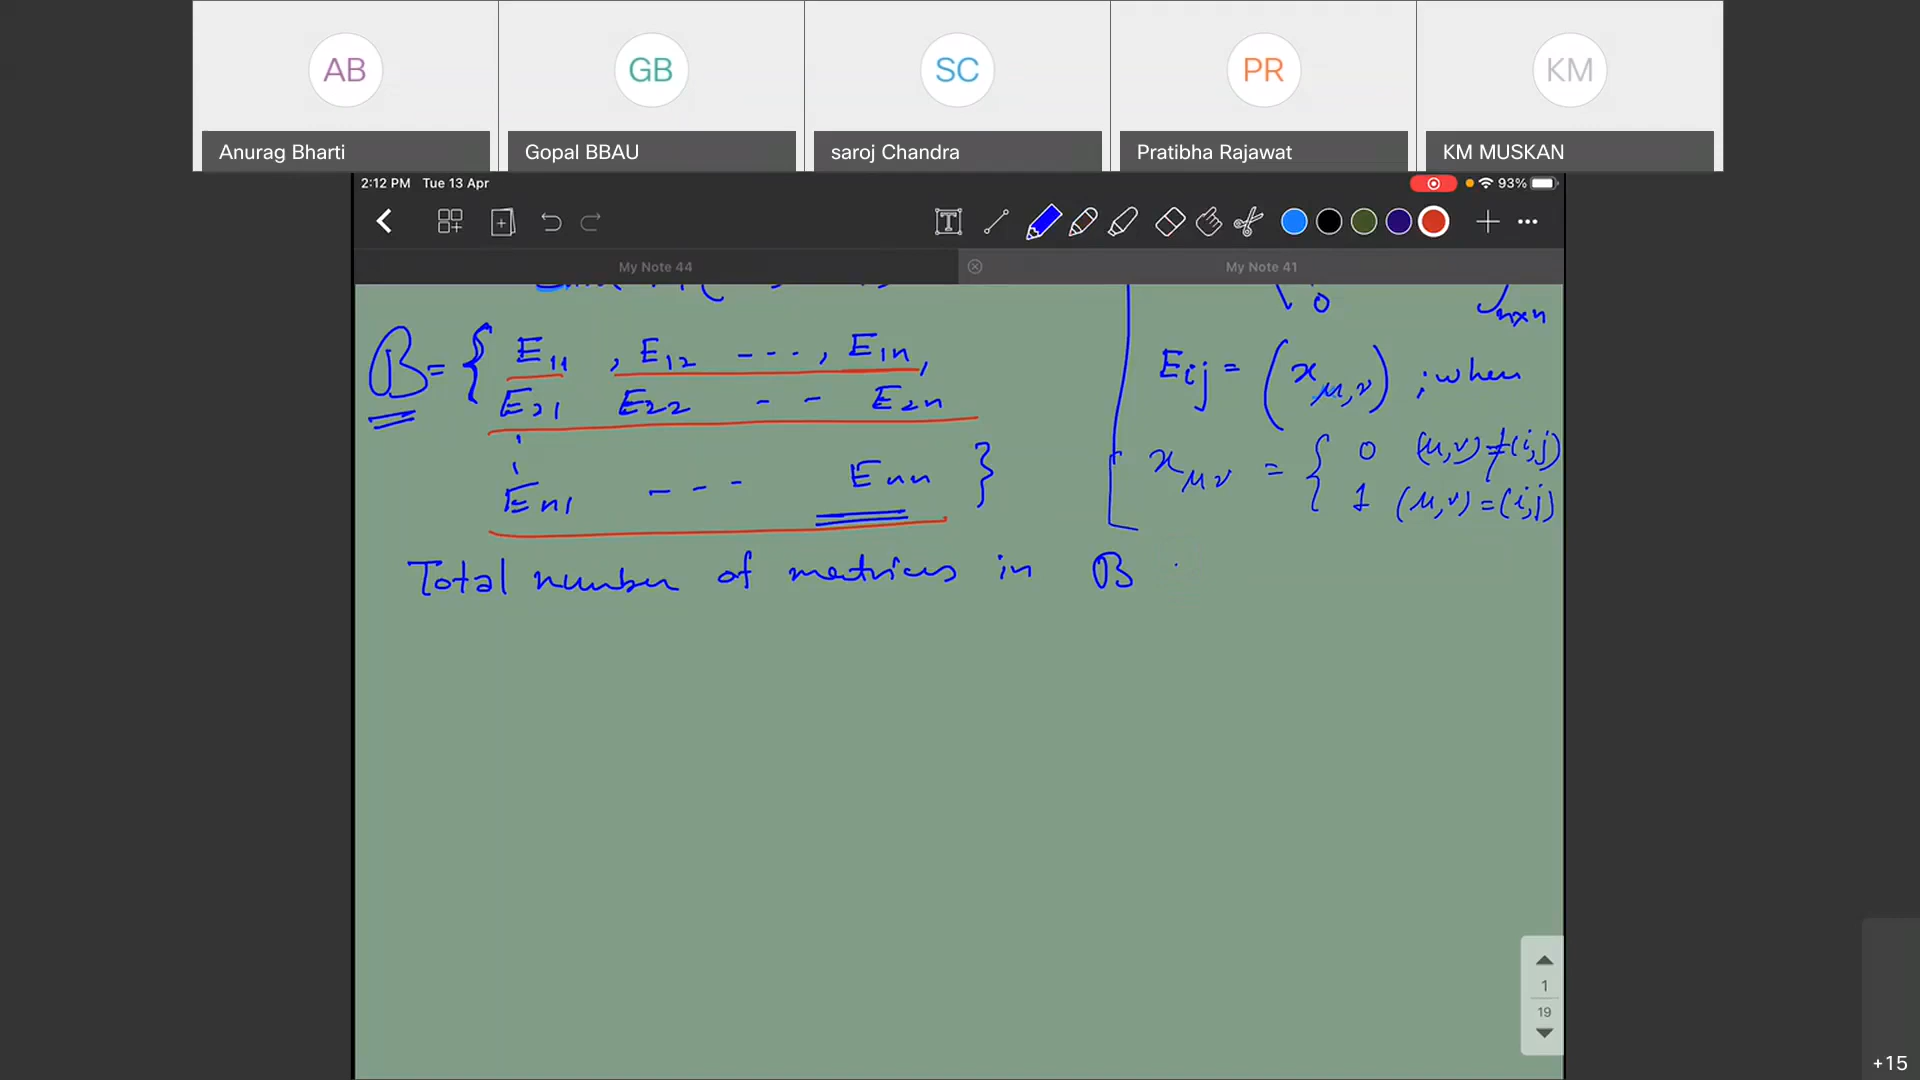 AB GB SC PR KM
Anurag Bharti Gopal BBAU saroj Chandra Pratibha Rajawat KM MUSKAN
2:12 PM Tue 13 Apr 93%
T
My Note 44 My Note 41
0 n×n
B = { E11 , E12 ---- , E1n ,
E21 E22 - - E2n
En1 --- Enn }
Eij = (xμ,ν) ; when
xμν = { 0 (μ,ν) ≠ (i,j)
1 (μ,ν) = (i,j)
Total number of matrices in B
1
19
+15